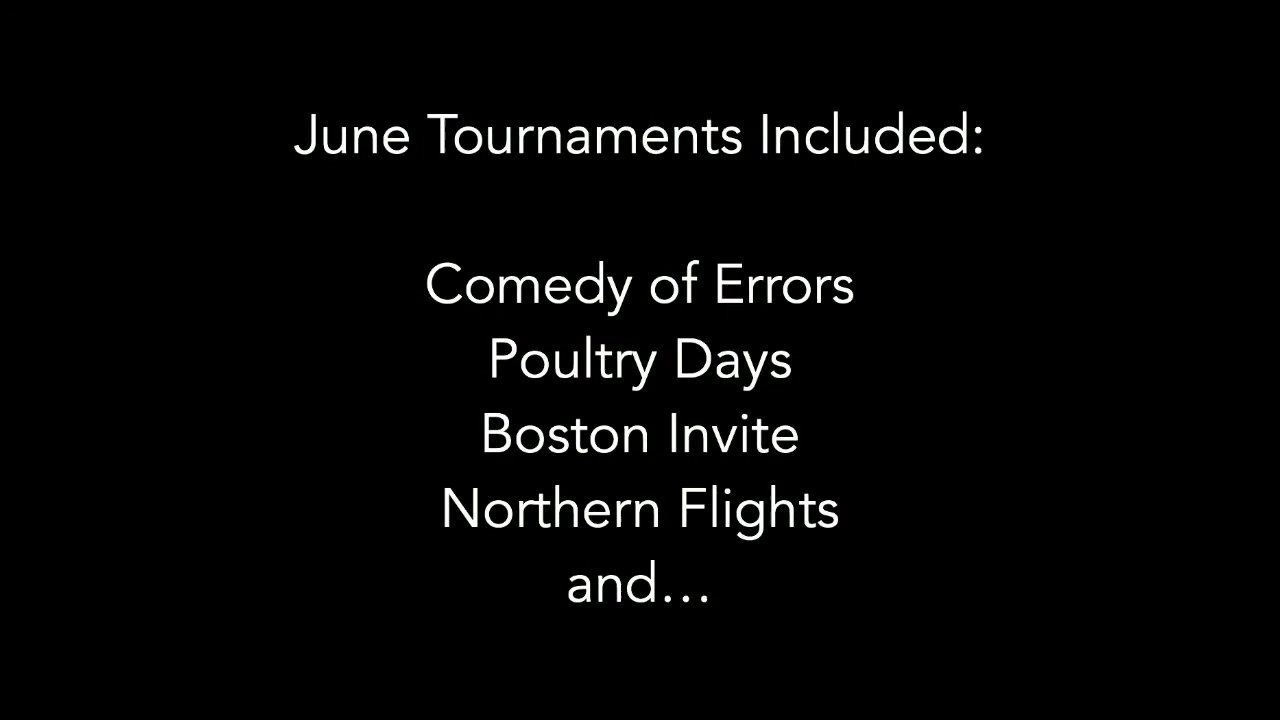 June Tournaments Included:
Comedy of Errors
Poultry Days
Boston Invite
Northern Flights
and...